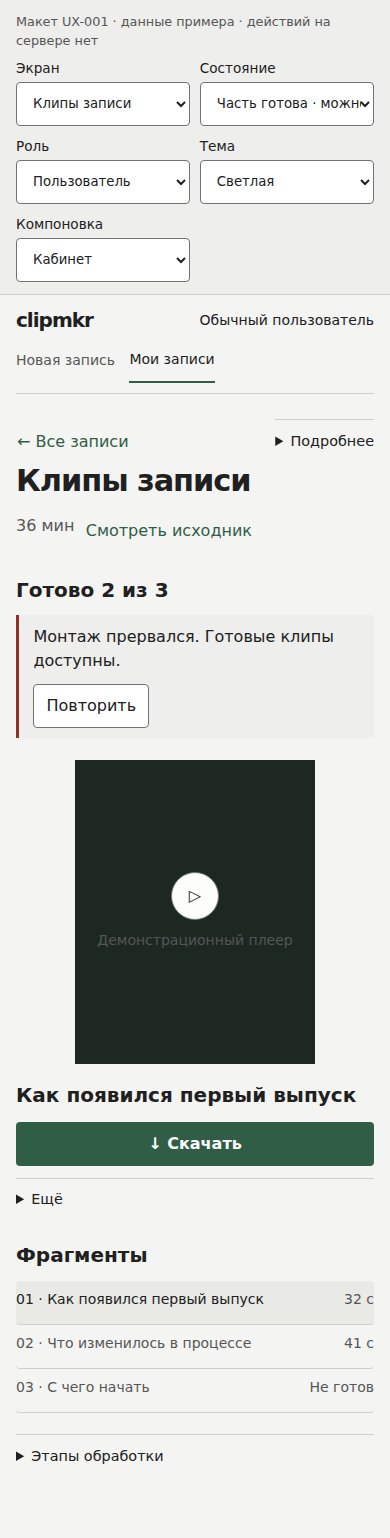 Макет UX-001 · данные примера · действий на
сервере нет
Экран
Состояние
Клипы записи
Часть готова · можн
Роль
Тема
Пользователь
Светлая
Компоновка
Кабинет
clipmkr
Обычный пользователь
Новая запись
Мои записи
← Все записи
▶ Подробнее
Клипы записи
36 мин
Смотреть исходник
Готово 2 из 3
Монтаж прервался. Готовые клипы
доступны.
Повторить
Демонстрационный плеер
Как появился первый выпуск
↓ Скачать
▶ Ещё
Фрагменты
01 · Как появился первый выпуск
32 с
02 · Что изменилось в процессе
41 с
03 · С чего начать
Не готов
▶ Этапы обработки